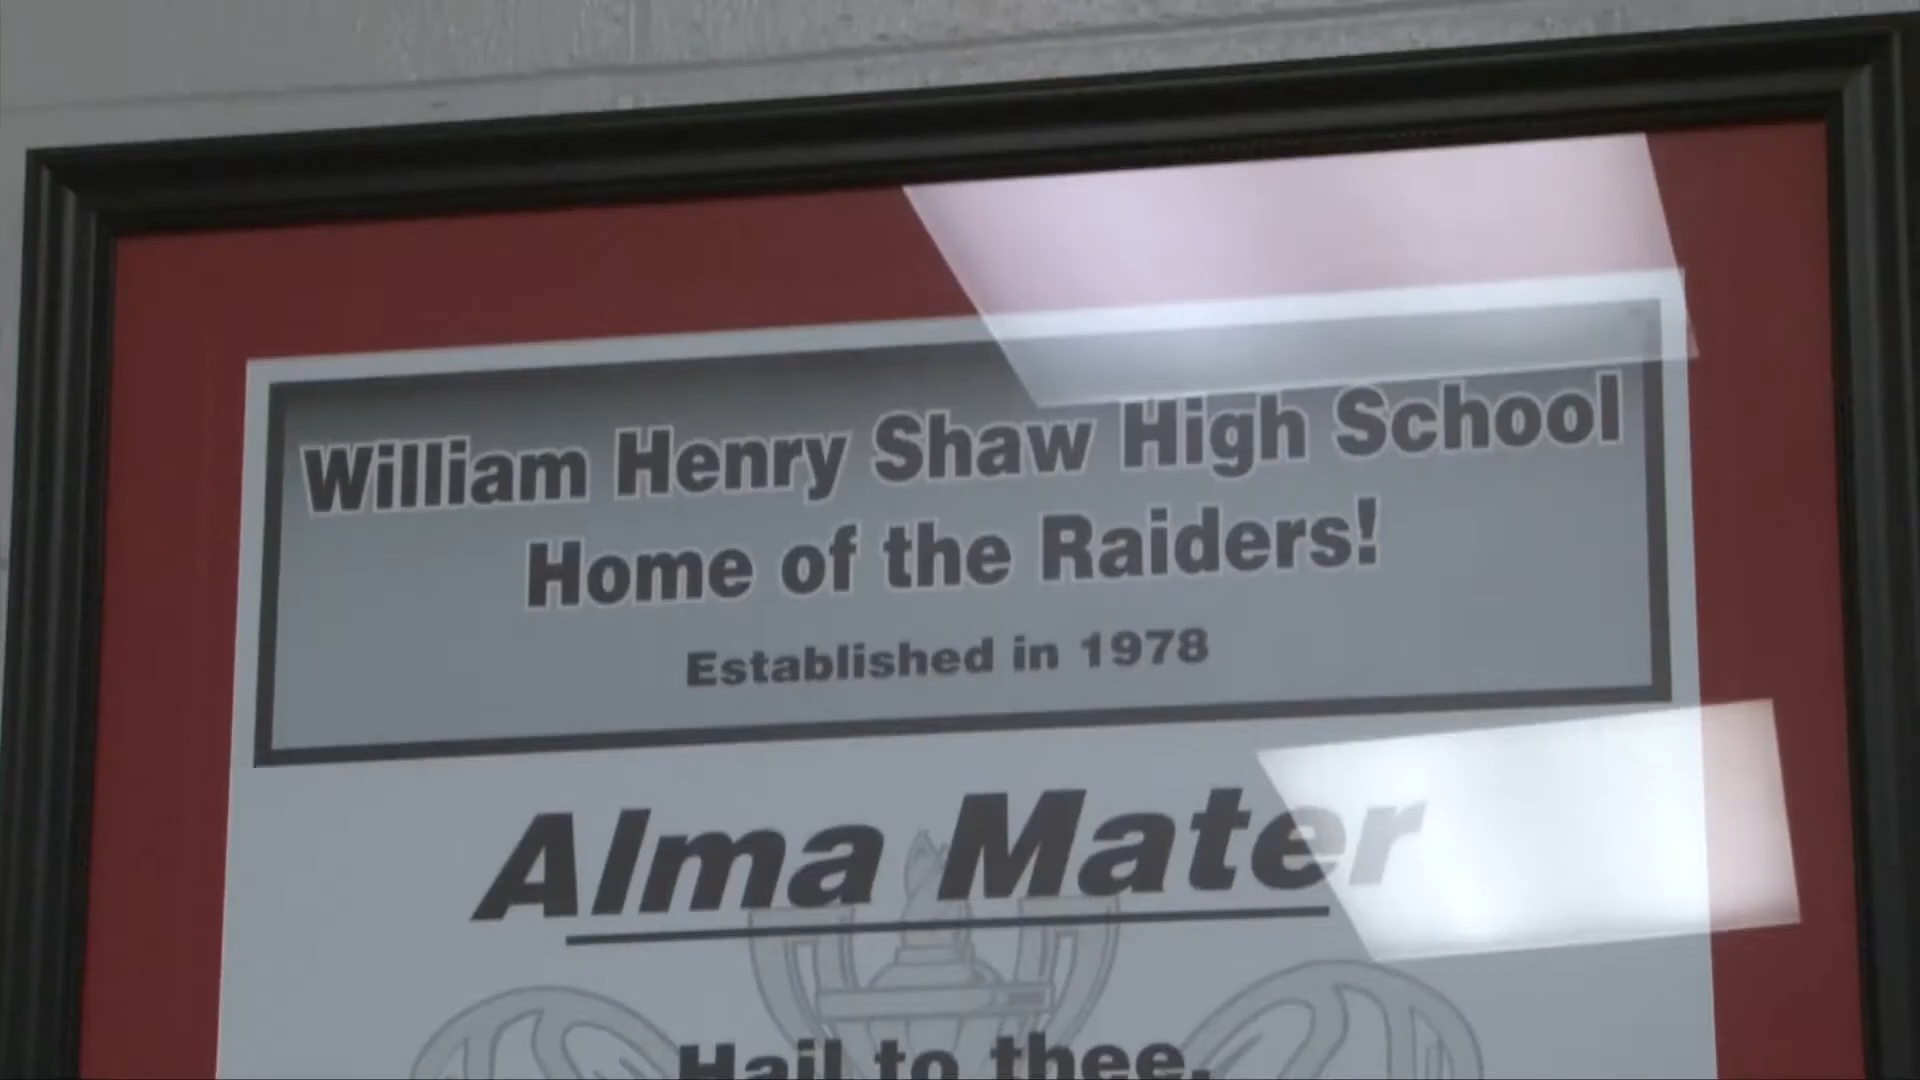 William Henry Shaw High School
Home of the Raiders!
Established in 1978
Alma Mater
Hail to thee,